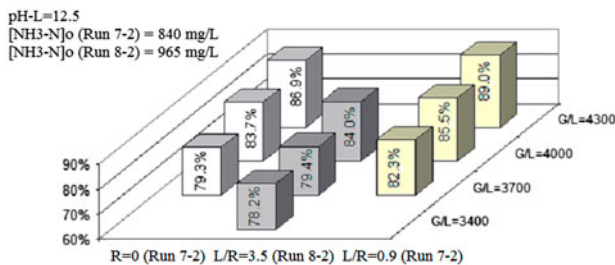 pH-L=12.5
[NH3-N]o (Run 7-2) = 840 mg/L
[NH3-N]o (Run 8-2) = 965 mg/L
86.9%
89.0%
83.7%
84.0%
85.5%
79.3%
79.4%
82.3%
78.2%
G/L=4300
G/L=4000
G/L=3700
G/L=3400
90%
80%
70%
60%
R=0 (Run 7-2) L/R=3.5 (Run 8-2) L/R=0.9 (Run 7-2)